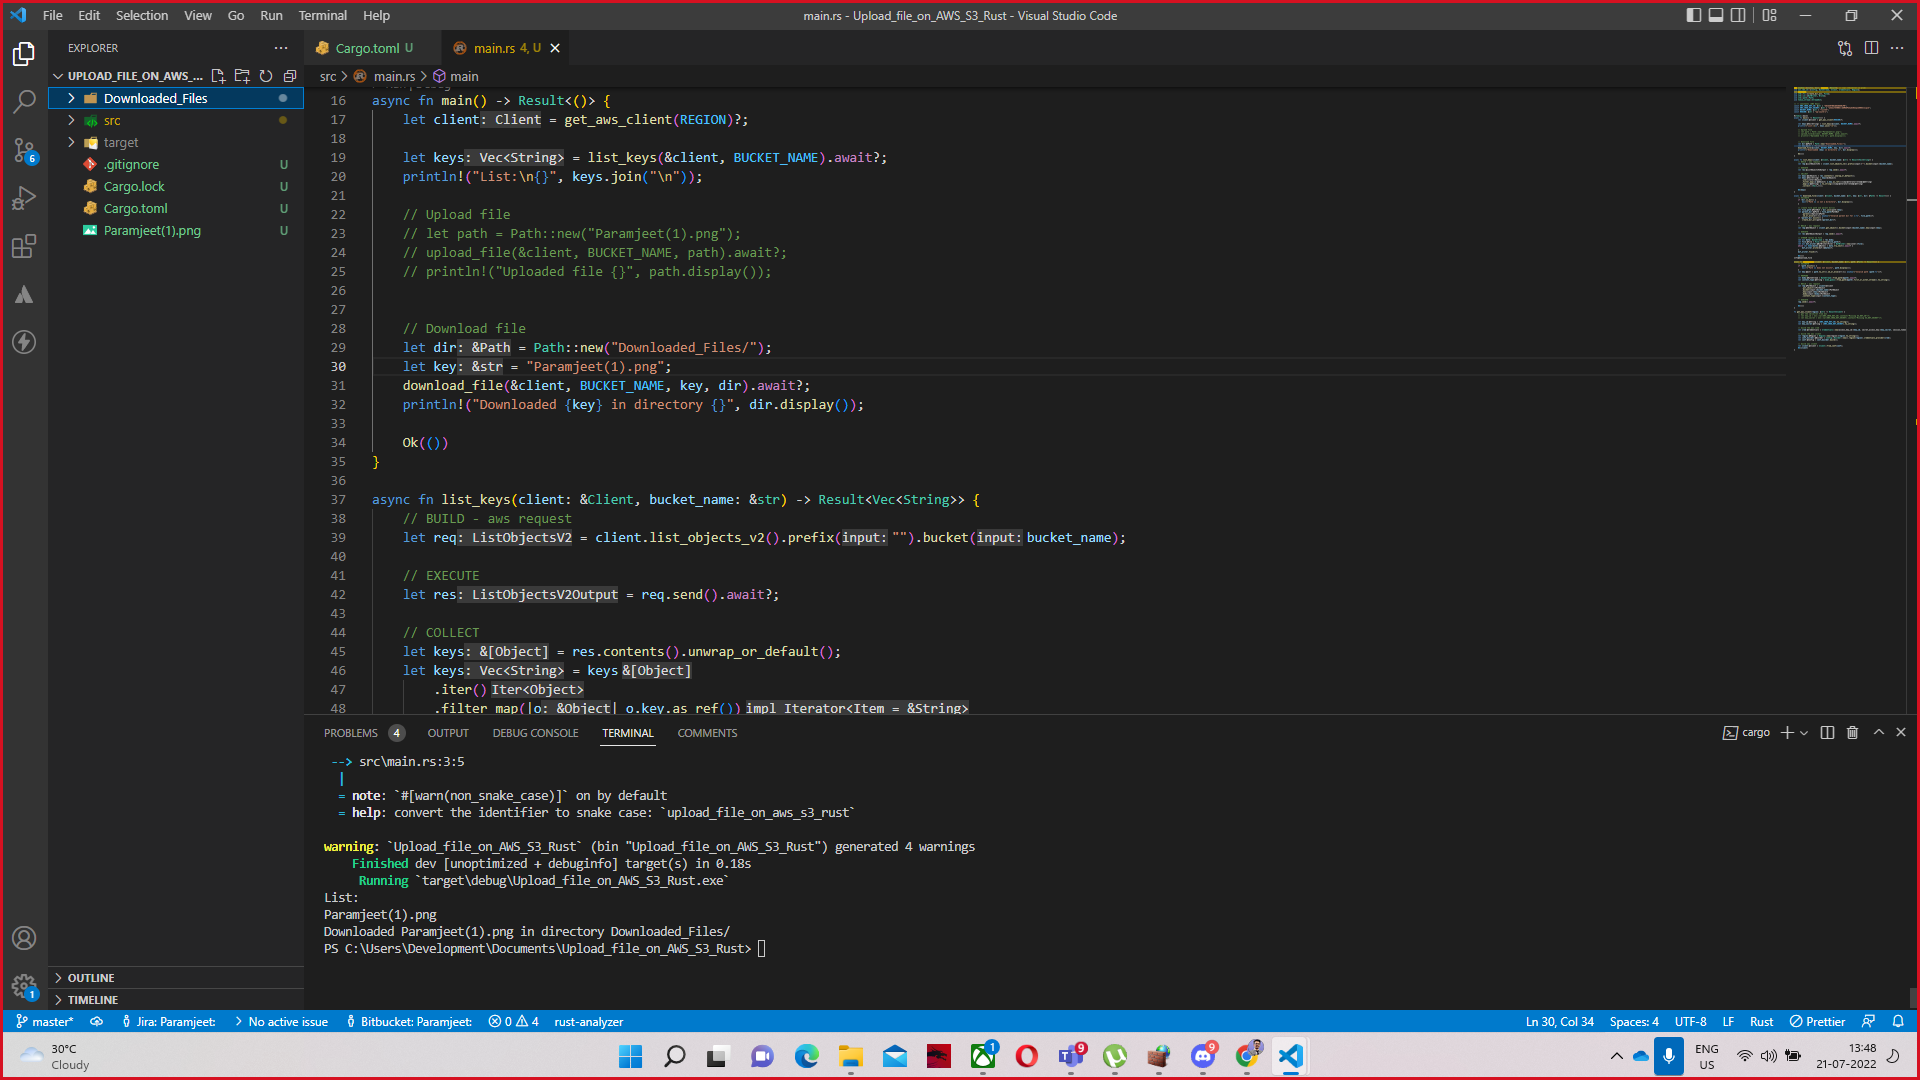 File Edit Selection View Go Run Terminal Help
main.rs - Upload_file_on_AWS_S3_Rust - Visual Studio Code
EXPLORER
UPLOAD_FILE_ON_AWS_...
Downloaded_Files
src
target
.gitignore U
Cargo.lock U
Cargo.toml U
Paramjeet(1).png U
OUTLINE
TIMELINE
6
1
Cargo.toml U
main.rs 4, U
src > main.rs > main
16 async fn main() -> Result<()> {
17 let client: Client = get_aws_client(REGION)?;
18
19 let keys: Vec<String> = list_keys(&client, BUCKET_NAME).await?;
20 println!("List:\n{}", keys.join("\n"));
21
22 // Upload file
23 // let path = Path::new("Paramjeet(1).png");
24 // upload_file(&client, BUCKET_NAME, path).await?;
25 // println!("Uploaded file {}", path.display());
26
27
28 // Download file
29 let dir: &Path = Path::new("Downloaded_Files/");
30 let key: &str = "Paramjeet(1).png";
31 download_file(&client, BUCKET_NAME, key, dir).await?;
32 println!("Downloaded {key} in directory {}", dir.display());
33
34 Ok(())
35 }
36
37 async fn list_keys(client: &Client, bucket_name: &str) -> Result<Vec<String>> {
38 // BUILD - aws request
39 let req: ListObjectsV2 = client.list_objects_v2().prefix(input: "").bucket(input: bucket_name);
40
41 // EXECUTE
42 let res: ListObjectsV2Output = req.send().await?;
43
44 // COLLECT
45 let keys: &[Object] = res.contents().unwrap_or_default();
46 let keys: Vec<String> = keys &[Object]
47 .iter() Iter<Object>
48 .filter_map(|o: &Object| o.key.as_ref()) impl Iterator<Item = &String>
PROBLEMS 4 OUTPUT DEBUG CONSOLE TERMINAL COMMENTS
cargo
--> src\main.rs:3:5
|
= note: `#[warn(non_snake_case)]` on by default
= help: convert the identifier to snake case: `upload_file_on_aws_s3_rust`
warning: `Upload_file_on_AWS_S3_Rust` (bin "Upload_file_on_AWS_S3_Rust") generated 4 warnings
Finished dev [unoptimized + debuginfo] target(s) in 0.18s
Running `target\debug\Upload_file_on_AWS_S3_Rust.exe`
List:
Paramjeet(1).png
Downloaded Paramjeet(1).png in directory Downloaded_Files/
PS C:\Users\Development\Documents\Upload_file_on_AWS_S3_Rust>
master* Jira: Paramjeet: No active issue Bitbucket: Paramjeet: 0 4 rust-analyzer
Ln 30, Col 34 Spaces: 4 UTF-8 LF Rust Prettier
30°C
Cloudy
1
9
9
ENG
US
13:48
21-07-2022